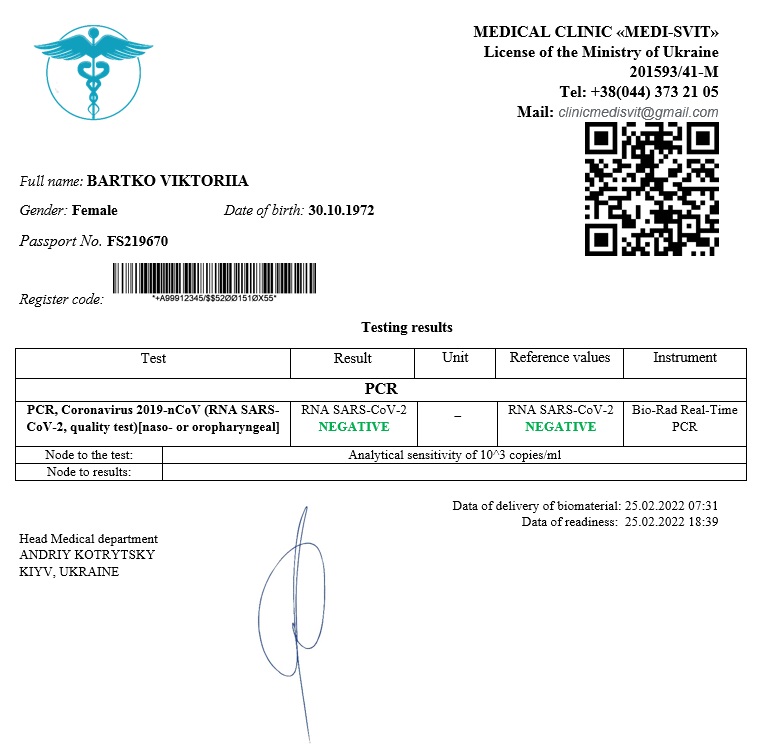 MEDICAL CLINIC «MEDI-SVIT»
License of the Ministry of Ukraine
201593/41-M
Tel: +38(044) 373 21 05
Mail: clinicmedisvit@gmail.com
Full name: BARTKO VIKTORIIA
Gender: Female Date of birth: 30.10.1972
Passport No. FS219670
Register code:
*+A99912345/$$52ØØ151ØX55*
Testing results
Test Result Unit Reference values Instrument
PCR
PCR, Coronavirus 2019-nCoV (RNA SARS- RNA SARS-CoV-2 – RNA SARS-CoV-2 Bio-Rad Real-Time
CoV-2, quality test)[naso- or oropharyngeal] NEGATIVE NEGATIVE PCR
Node to the test: Analytical sensitivity of 10^3 copies/ml
Node to results:
Data of delivery of biomaterial: 25.02.2022 07:31
Data of readiness: 25.02.2022 18:39
Head Medical department
ANDRIY KOTRYTSKY
KIYV, UKRAINE